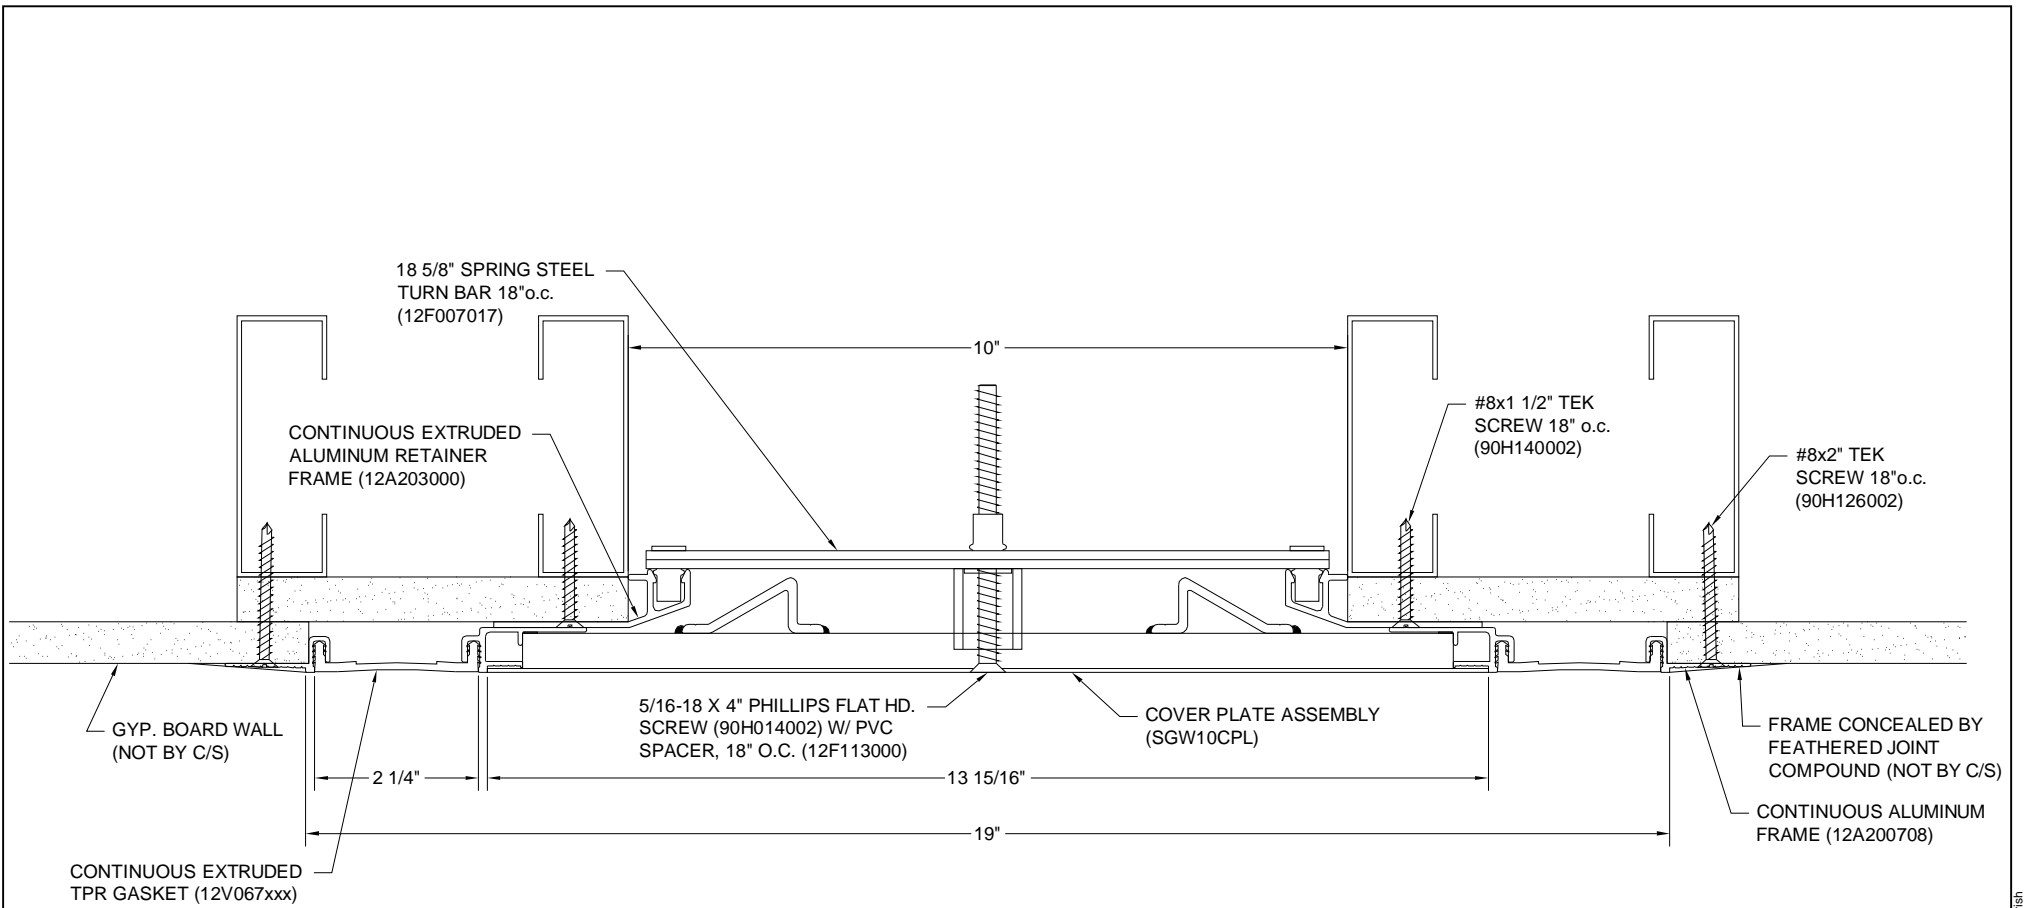 18 5/8" SPRING STEEL
TURN BAR 18"o.c.
(12F007017)
10"
CONTINUOUS EXTRUDED
ALUMINUM RETAINER
FRAME (12A203000)
#8x1 1/2" TEK
SCREW 18" o.c.
(90H140002)
#8x2" TEK
SCREW 18"o.c.
(90H126002)
GYP. BOARD WALL
(NOT BY C/S)
5/16-18 X 4" PHILLIPS FLAT HD.
SCREW (90H014002) W/ PVC
SPACER, 18" O.C. (12F113000)
COVER PLATE ASSEMBLY
(SGW10CPL)
FRAME CONCEALED BY
FEATHERED JOINT
COMPOUND (NOT BY C/S)
2 1/4"
13 15/16"
CONTINUOUS ALUMINUM
FRAME (12A200708)
19"
CONTINUOUS EXTRUDED
TPR GASKET (12V067xxx)